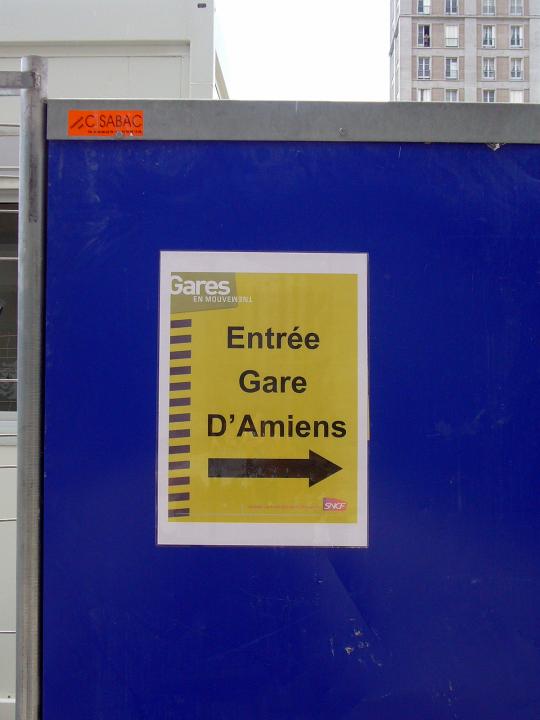 C SABAC
Gares
EN MOUVEMENT
Entrée
Gare
D'Amiens
SNCF